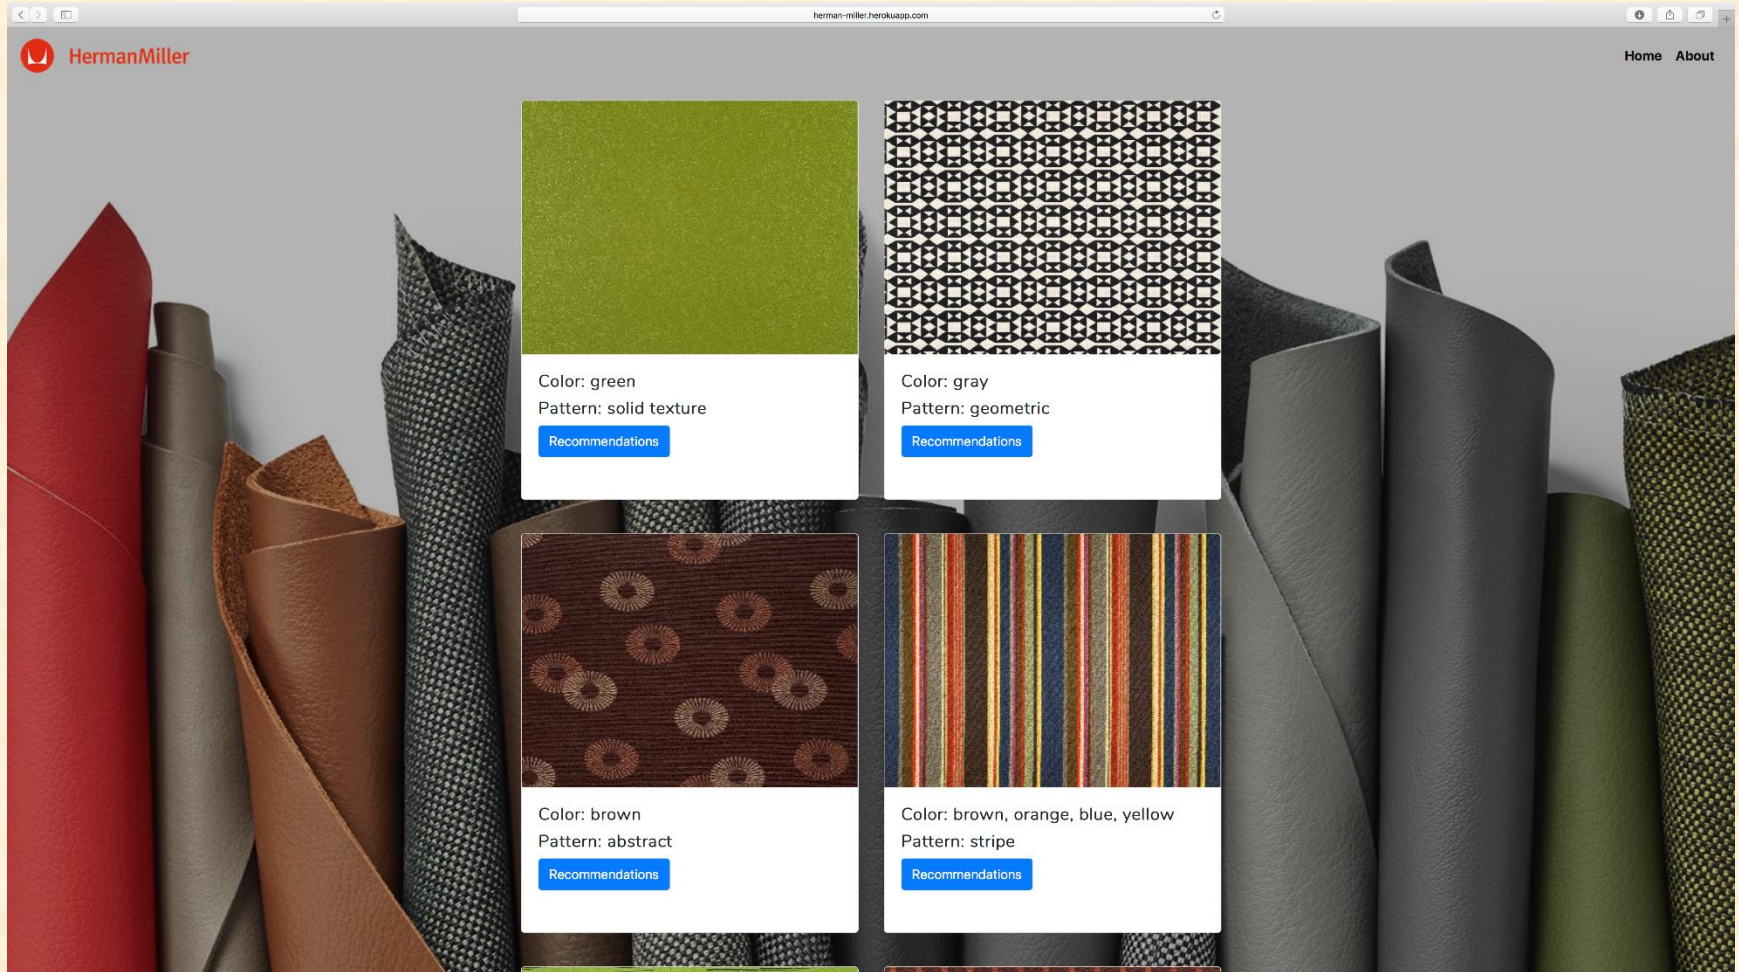 herman-miller.herokuapp.com
HermanMiller
Home About
Color: green
Pattern: solid texture
Recommendations
Color: gray
Pattern: geometric
Recommendations
Color: brown
Pattern: abstract
Recommendations
Color: brown, orange, blue, yellow
Pattern: stripe
Recommendations